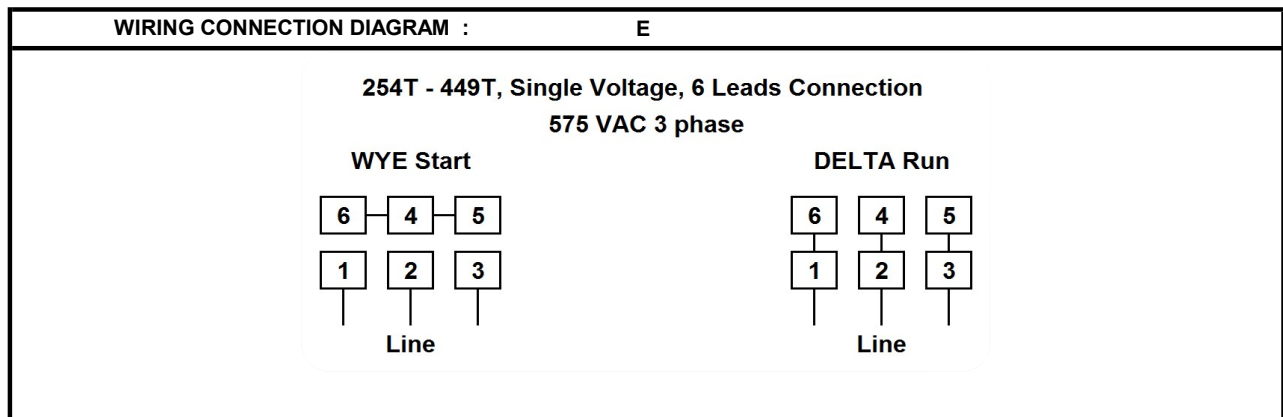 WIRING CONNECTION DIAGRAM : E
254T - 449T, Single Voltage, 6 Leads Connection
575 VAC 3 phase
WYE Start
6 4 5
1 2 3
Line
DELTA Run
6 4 5
1 2 3
Line